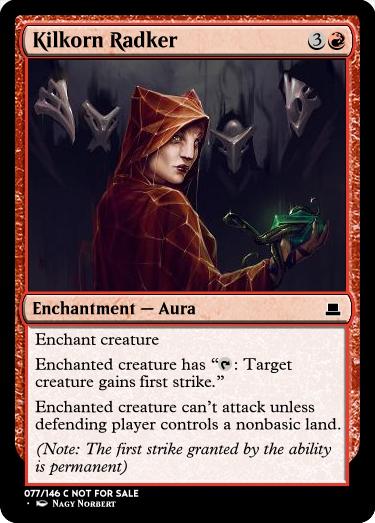 Kilkorn Radker 3
Enchantment — Aura
Enchant creature
Enchanted creature has “: Target
creature gains first strike.”
Enchanted creature can't attack unless
defending player controls a nonbasic land.
(Note: The first strike granted by the ability
is permanent)
077/146 C NOT FOR SALE
· Nagy Norbert